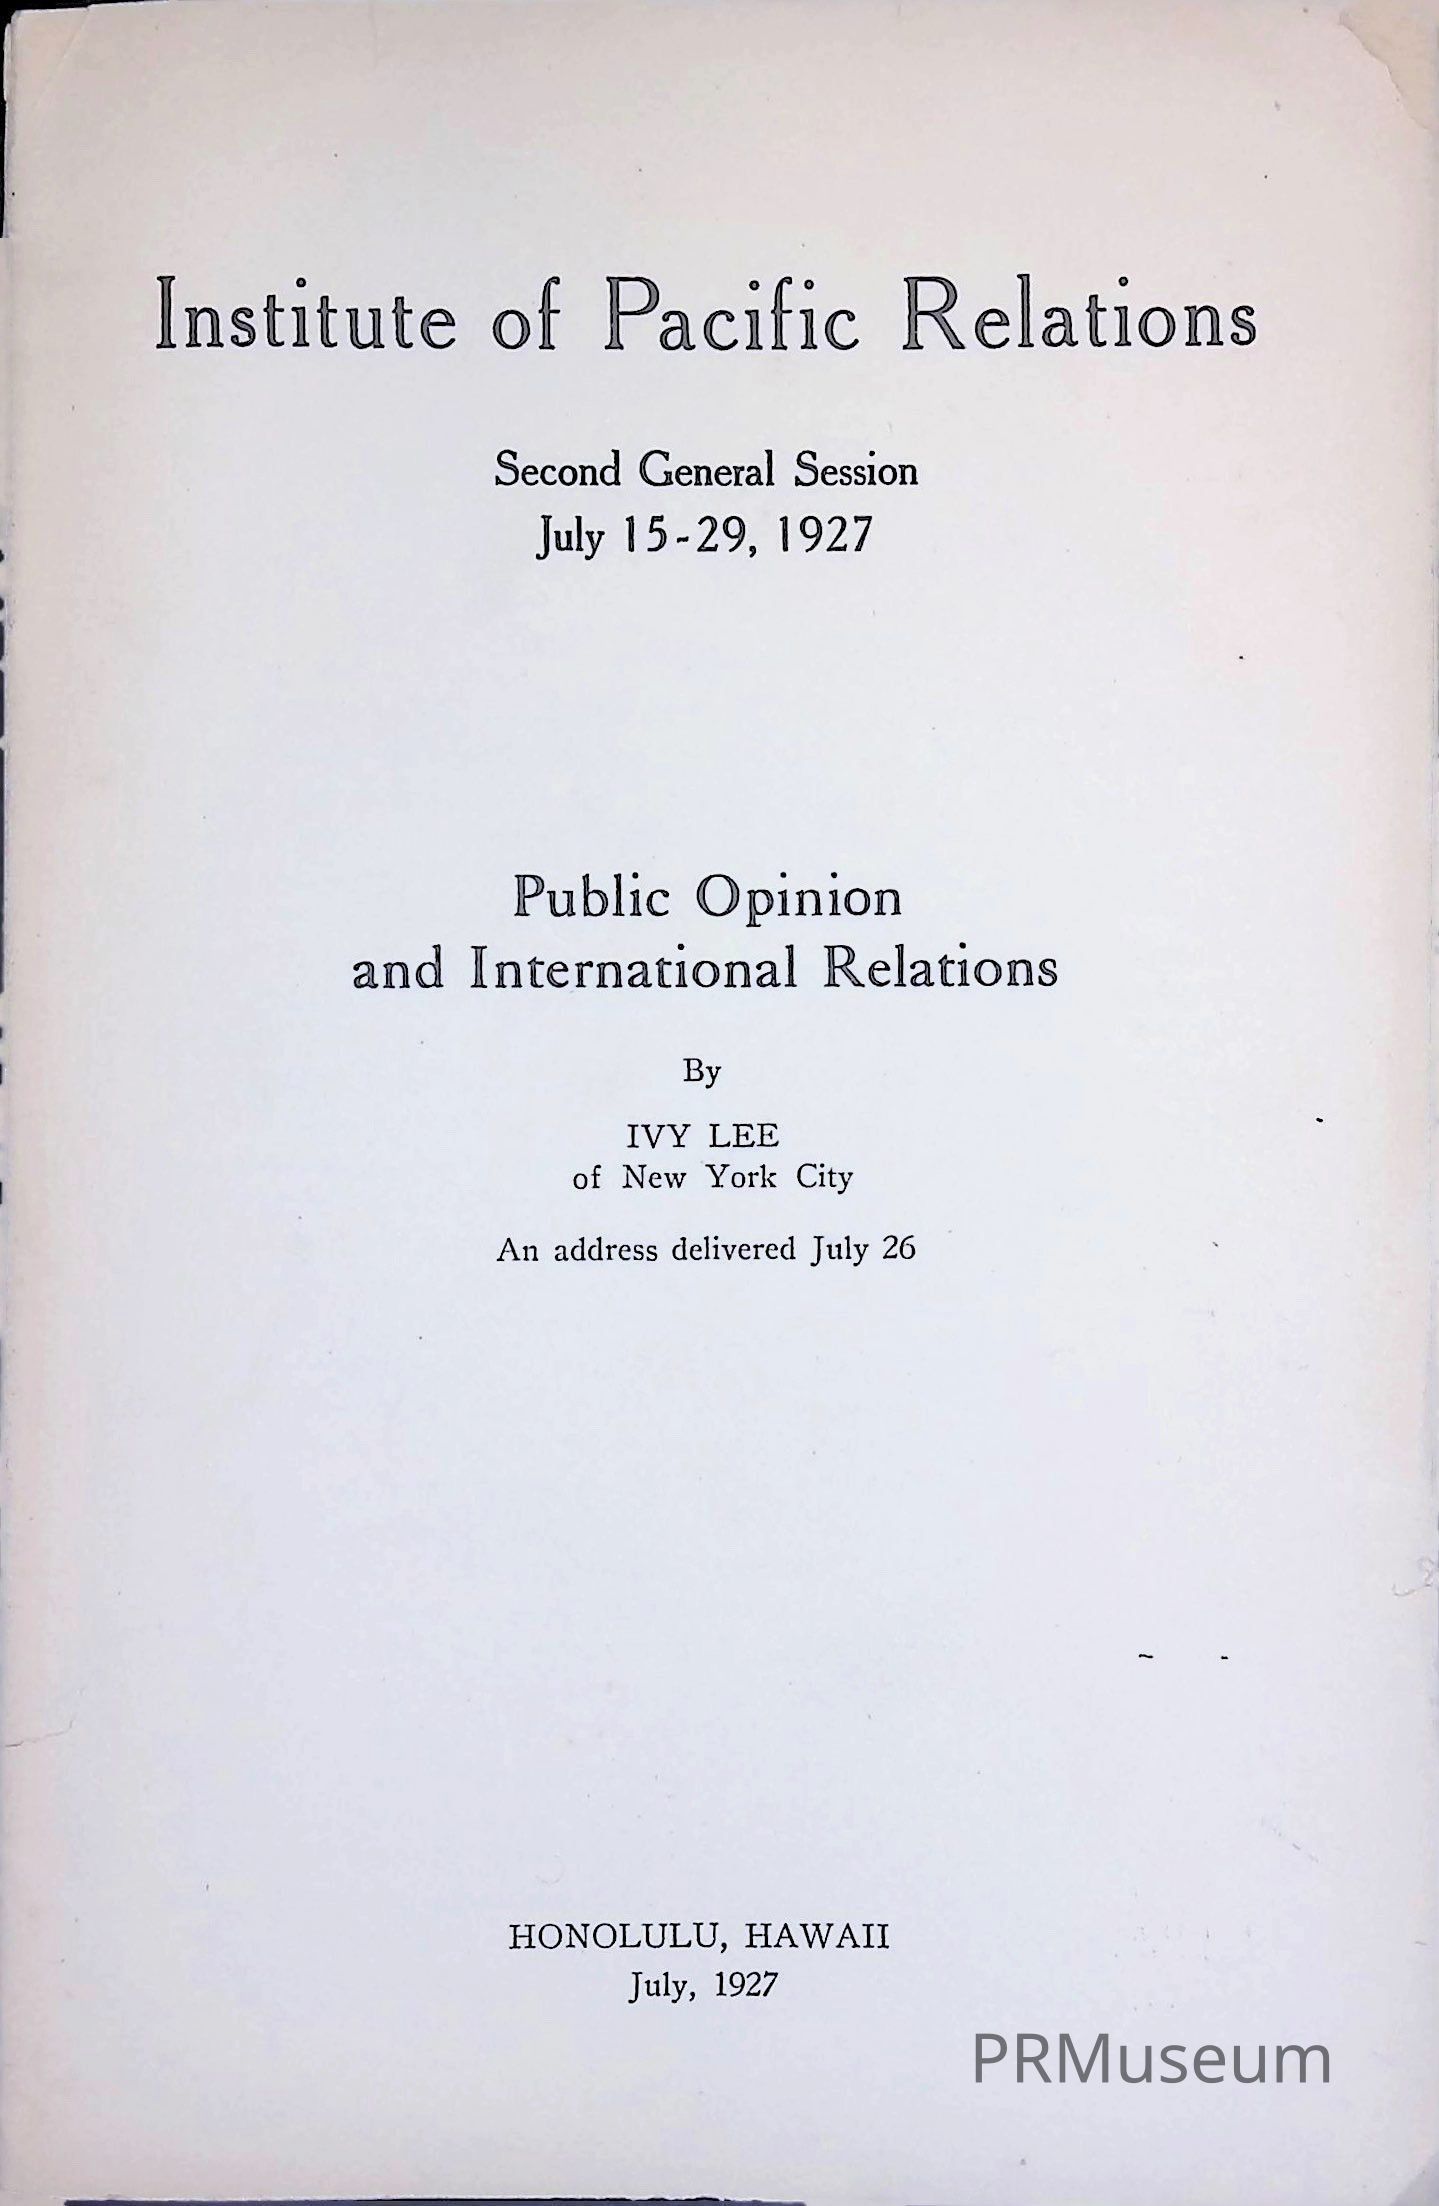 Institute of Pacific Relations
Second General Session
July 15-29, 1927
Public Opinion
and International Relations
By
IVY LEE
of New York City
An address delivered July 26
HONOLULU, HAWAII
July, 1927
PRMuseum